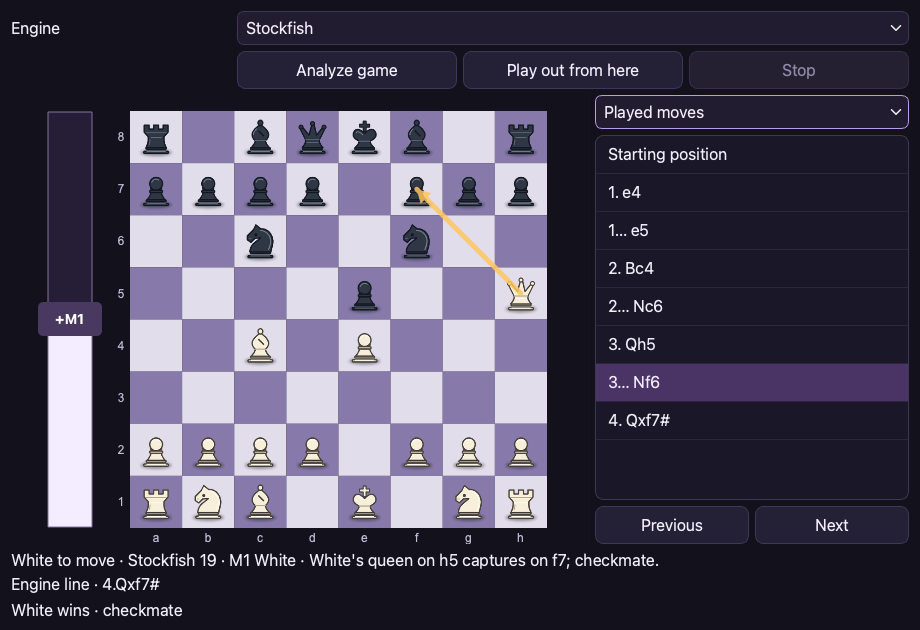 Engine
Stockfish
Analyze game
Play out from here
Stop
Played moves
+M1
8
7
6
5
4
3
2
1
a b c d e f g h
Starting position
1. e4
1... e5
2. Bc4
2... Nc6
3. Qh5
3... Nf6
4. Qxf7#
Previous
Next
White to move · Stockfish 19 · M1 White · White's queen on h5 captures on f7; checkmate.
Engine line · 4.Qxf7#
White wins · checkmate